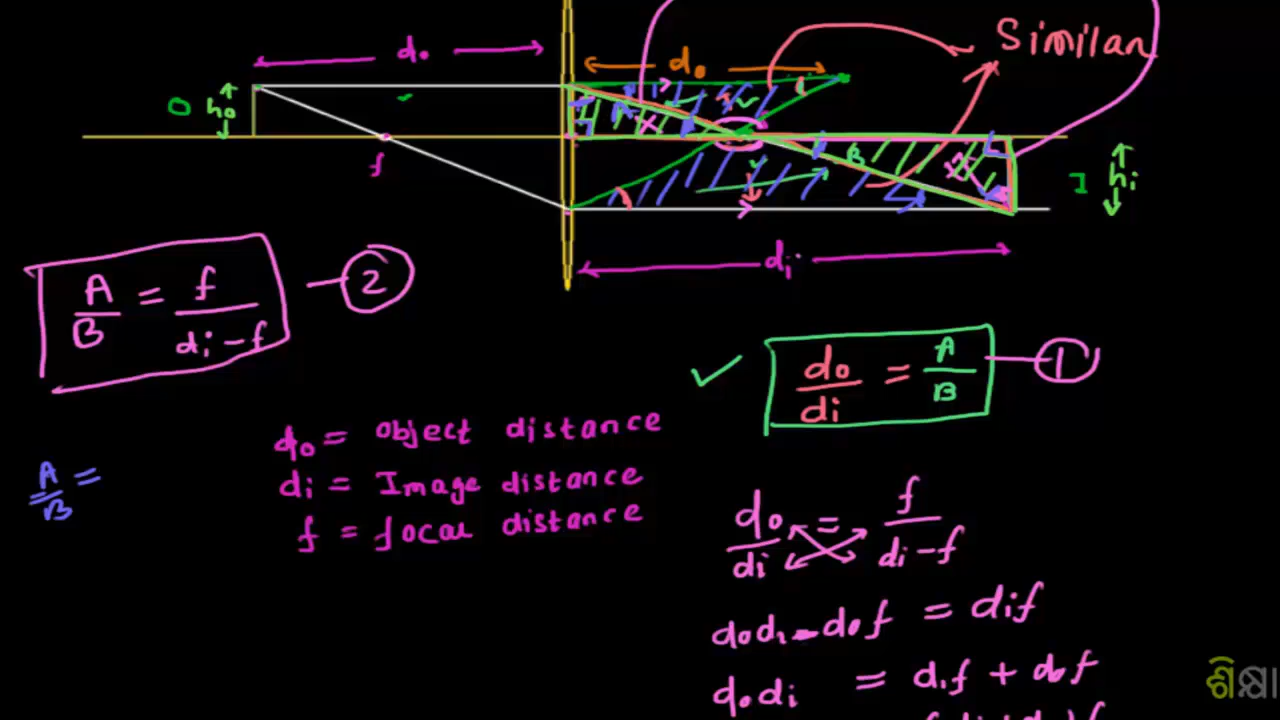 d₀ d₀ Similar
O h₀ A B I hᵢ
f
dᵢ
A/B = f/(dᵢ-f) — 2
d₀/dᵢ = A/B — 1
d₀ = Object distance
dᵢ = Image distance
f = focal distance
A/B =
d₀/dᵢ = f/(dᵢ-f)
d₀dᵢ - d₀f = dᵢf
d₀dᵢ = dᵢf + d₀f
ଶିକ୍ଷା